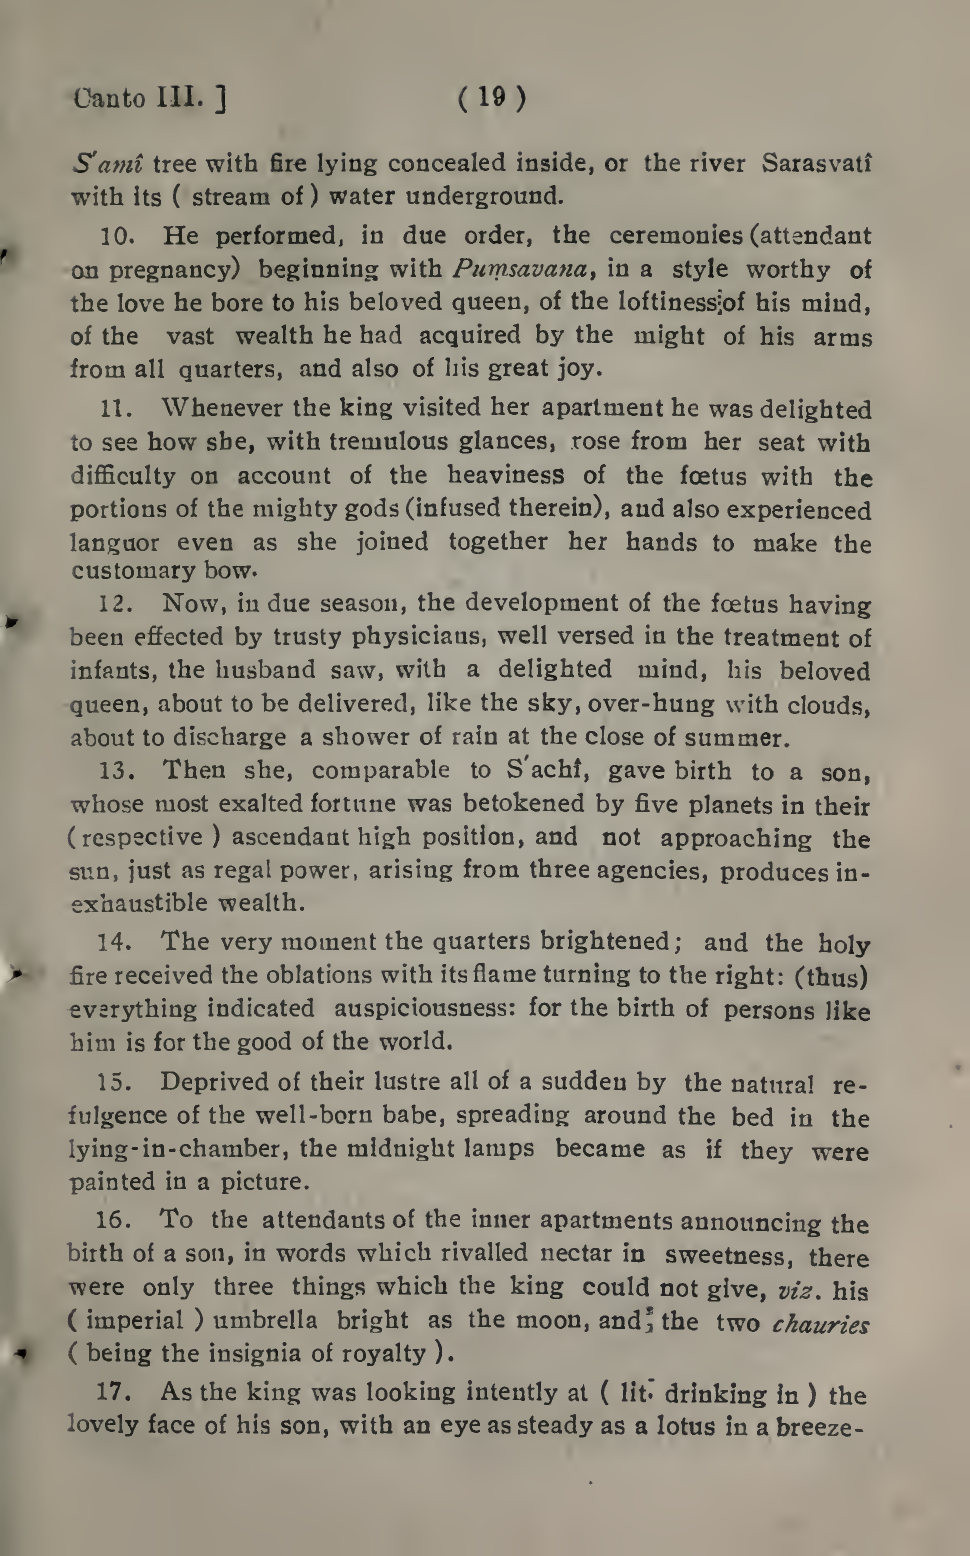 Canto III. ] ( 19 )
S'amî tree with fire lying concealed inside, or the river Sarasvatî
with its ( stream of ) water underground.
10. He performed, in due order, the ceremonies (attendant
on pregnancy) beginning with Puṃsavana, in a style worthy of
the love he bore to his beloved queen, of the loftiness of his mind,
of the vast wealth he had acquired by the might of his arms
from all quarters, and also of his great joy.
11. Whenever the king visited her apartment he was delighted
to see how she, with tremulous glances, rose from her seat with
difficulty on account of the heaviness of the fœtus with the
portions of the mighty gods (infused therein), and also experienced
languor even as she joined together her hands to make the
customary bow.
12. Now, in due season, the development of the fœtus having
been effected by trusty physicians, well versed in the treatment of
infants, the husband saw, with a delighted mind, his beloved
queen, about to be delivered, like the sky, over-hung with clouds,
about to discharge a shower of rain at the close of summer.
13. Then she, comparable to S'achî, gave birth to a son,
whose most exalted fortune was betokened by five planets in their
( respective ) ascendant high position, and not approaching the
sun, just as regal power, arising from three agencies, produces in-
exhaustible wealth.
14. The very moment the quarters brightened; and the holy
fire received the oblations with its flame turning to the right: (thus)
everything indicated auspiciousness: for the birth of persons like
him is for the good of the world.
15. Deprived of their lustre all of a sudden by the natural re-
fulgence of the well-born babe, spreading around the bed in the
lying-in-chamber, the midnight lamps became as if they were
painted in a picture.
16. To the attendants of the inner apartments announcing the
birth of a son, in words which rivalled nectar in sweetness, there
were only three things which the king could not give, viz. his
( imperial ) umbrella bright as the moon, and the two chauries
( being the insignia of royalty ).
17. As the king was looking intently at ( lit. drinking in ) the
lovely face of his son, with an eye as steady as a lotus in a breeze-